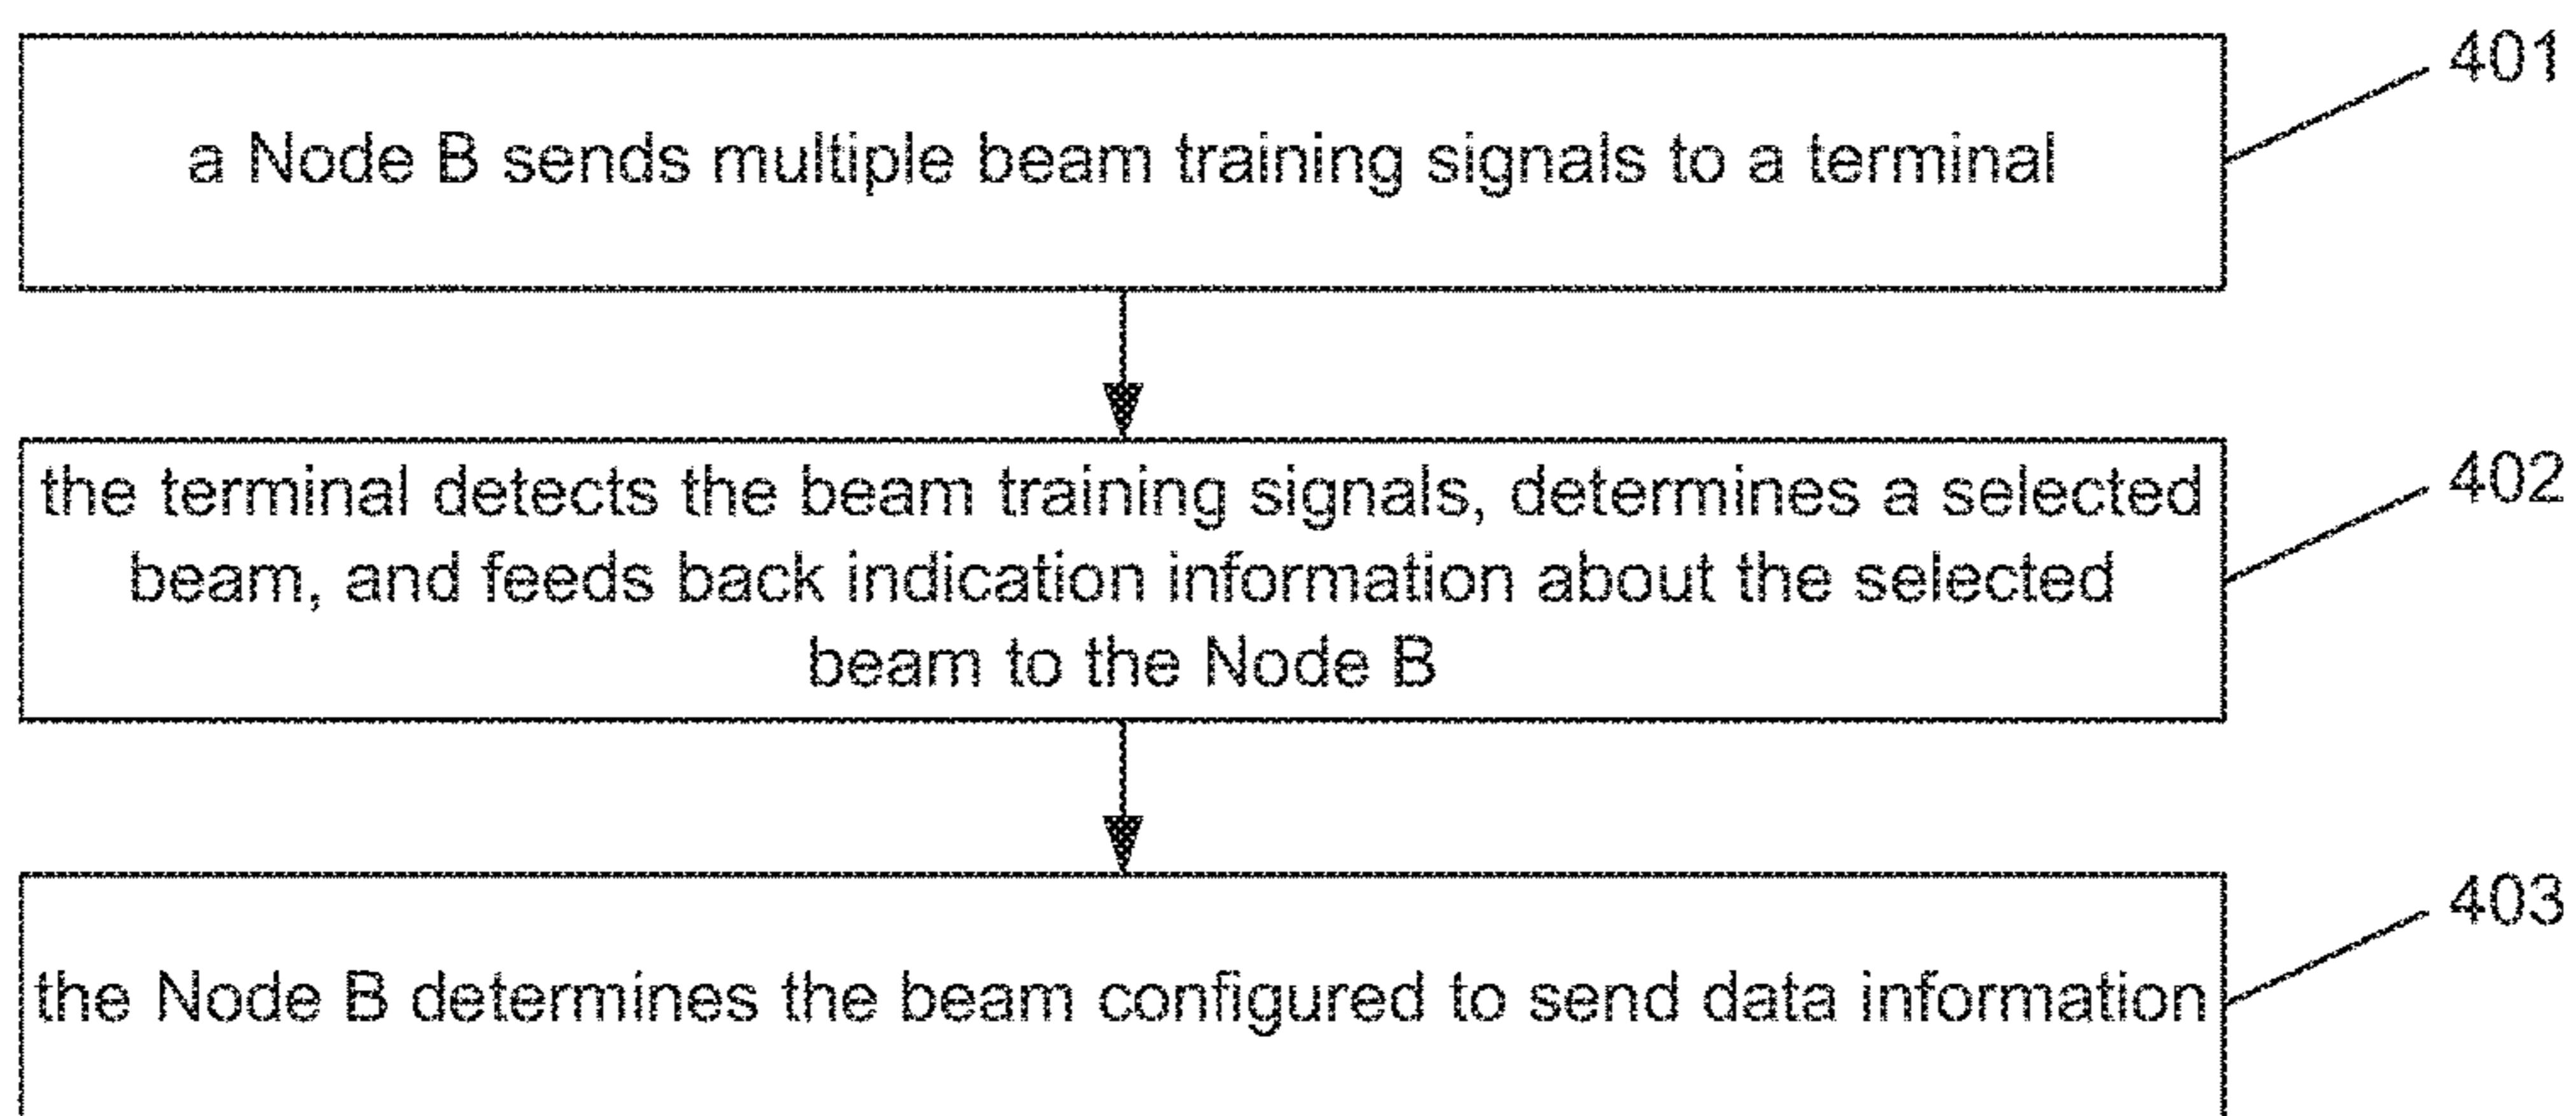 a Node B sends multiple beam training signals to a terminal
401
the terminal detects the beam training signals, determines a selected
beam, and feeds back indication information about the selected
beam to the Node B
402
the Node B determines the beam configured to send data information
403